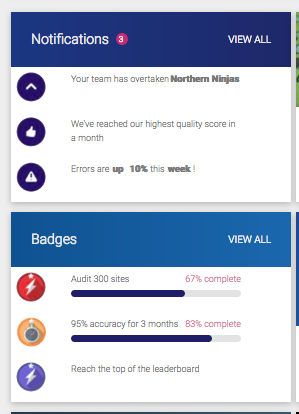 Notifications 3 VIEW ALL
Your team has overtaken Northern Ninjas
We've reached our highest quality score in
a month
Errors are up 10% this week !
Badges VIEW ALL
Audit 300 sites 67% complete
95% accuracy for 3 months 83% complete
Reach the top of the leaderboard